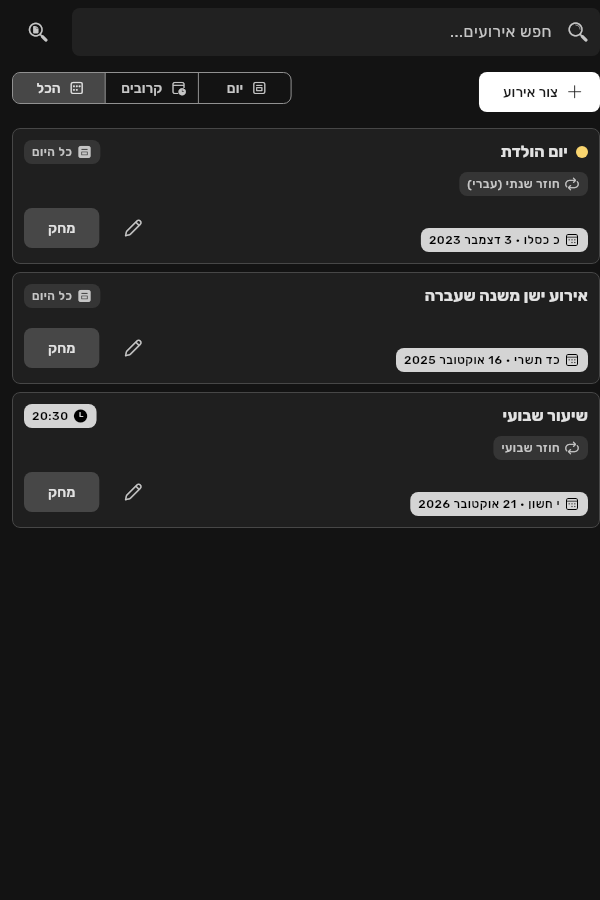 חפש אירועים...
צור אירוע
יום
קרובים
הכל
יום הולדת
כל היום
חוזר שנתי (עברי)
כ כסלו • 3 דצמבר 2023
מחק
אירוע ישן משנה שעברה
כל היום
כד תשרי • 16 אוקטובר 2025
מחק
שיעור שבועי
20:30
חוזר שבועי
י חשון • 21 אוקטובר 2026
מחק